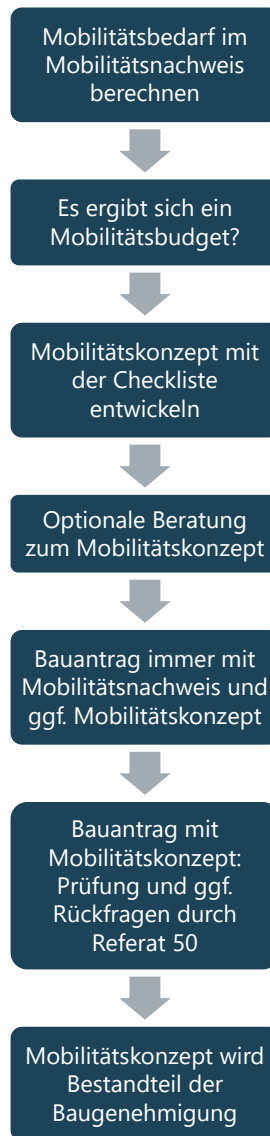 Mobilitätsbedarf im
Mobilitätsnachweis
berechnen
Es ergibt sich ein
Mobilitätsbudget?
Mobilitätskonzept mit
der Checkliste
entwickeln
Optionale Beratung
zum Mobilitätskonzept
Bauantrag immer mit
Mobilitätsnachweis und
ggf. Mobilitätskonzept
Bauantrag mit
Mobilitätskonzept:
Prüfung und ggf.
Rückfragen durch
Referat 50
Mobilitätskonzept wird
Bestandteil der
Baugenehmigung